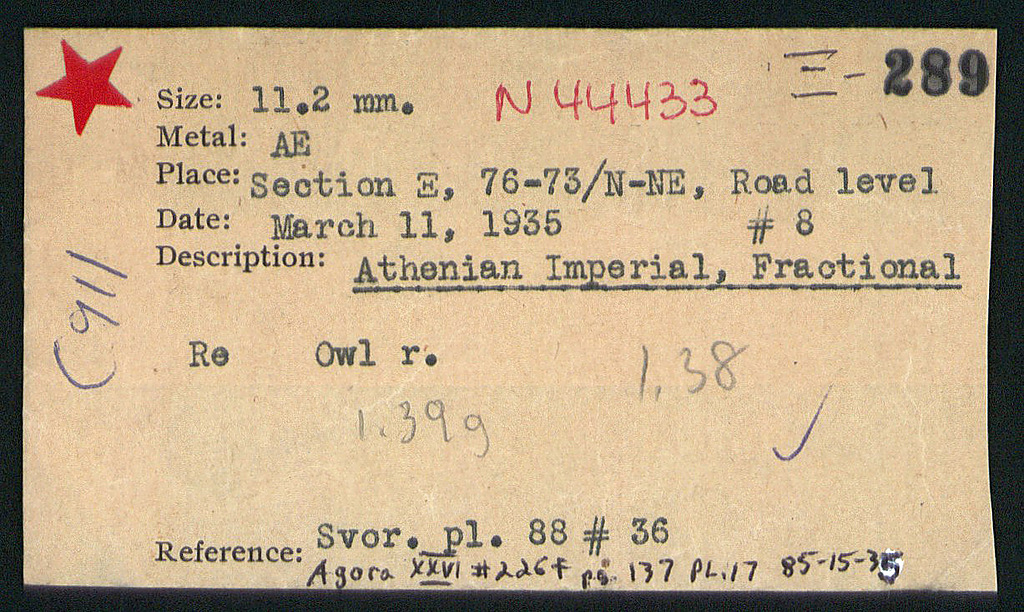 Ξ- 289
Size: 11.2 mm. N 44433
Metal: AE
Place: Section Ξ, 76-73/N-NE, Road level
Date: March 11, 1935 # 8
Description: Athenian Imperial, Fractional
Re Owl r. 1.38
1.39g
Reference: Svor. pl. 88 # 36
Agora XXVI #226f pg. 137 PL.17 85-15-35